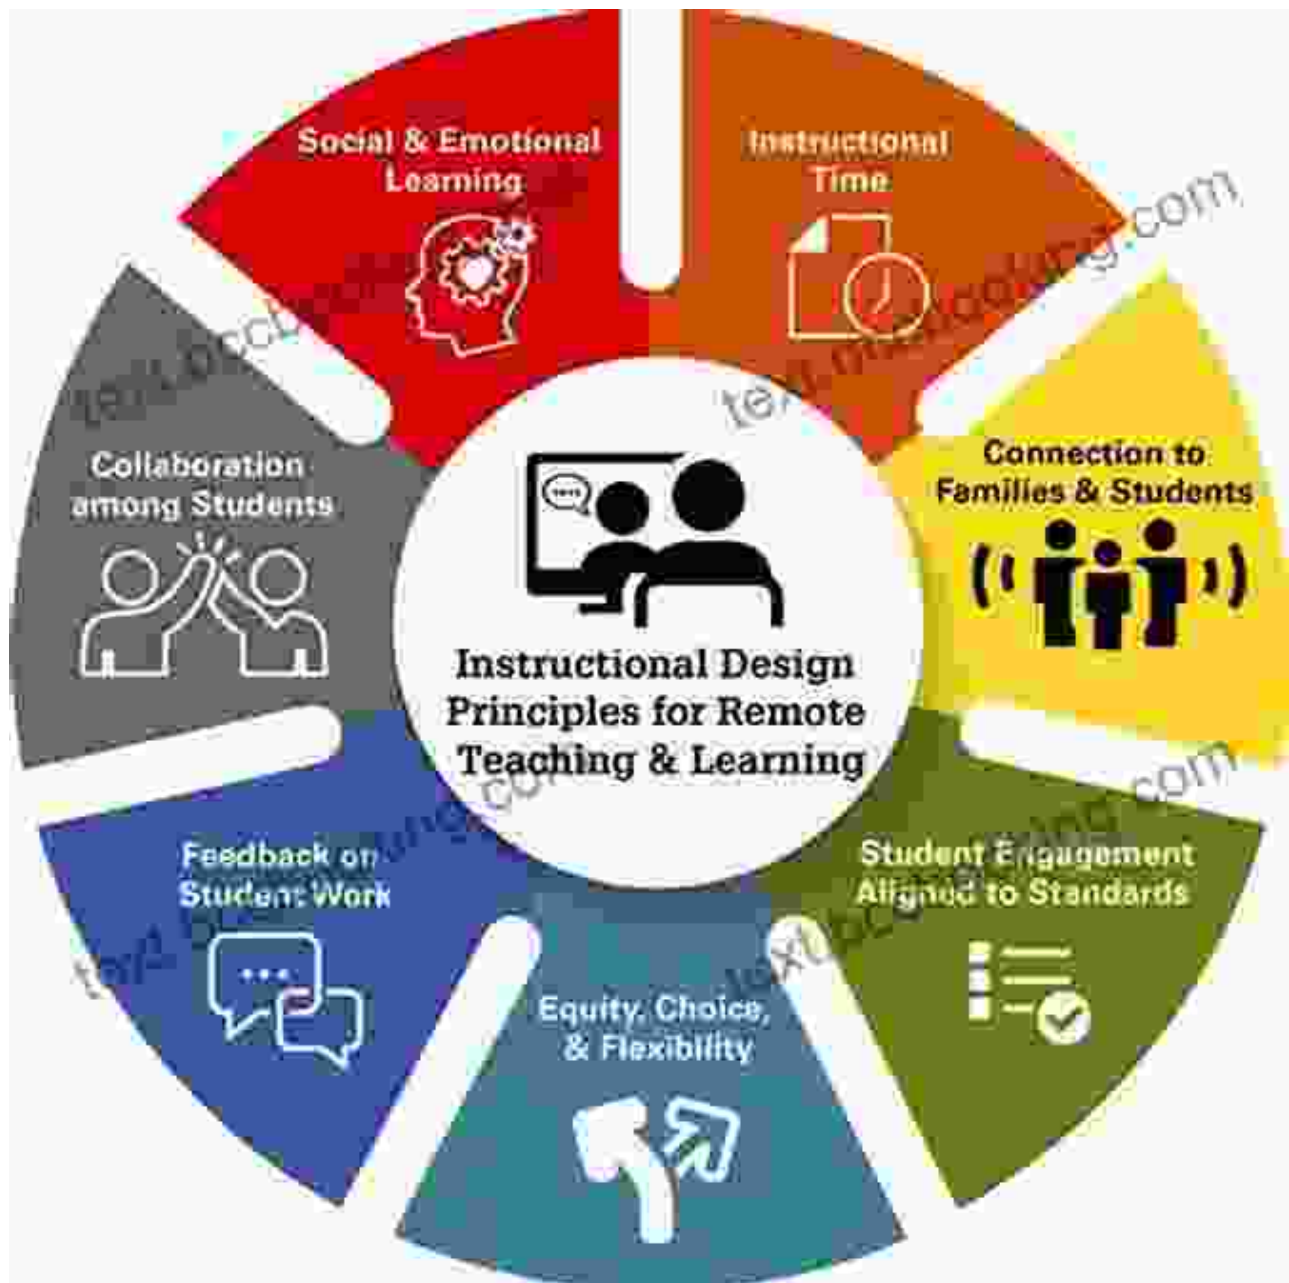 Social & Emotional
Learning
Instructional
Time
Connection to
Families & Students
Student Engagement
Aligned to Standards
Equity, Choice,
& Flexibility
Feedback on
Student Work
Collaboration
among Students
Instructional Design
Principles for Remote
Teaching & Learning